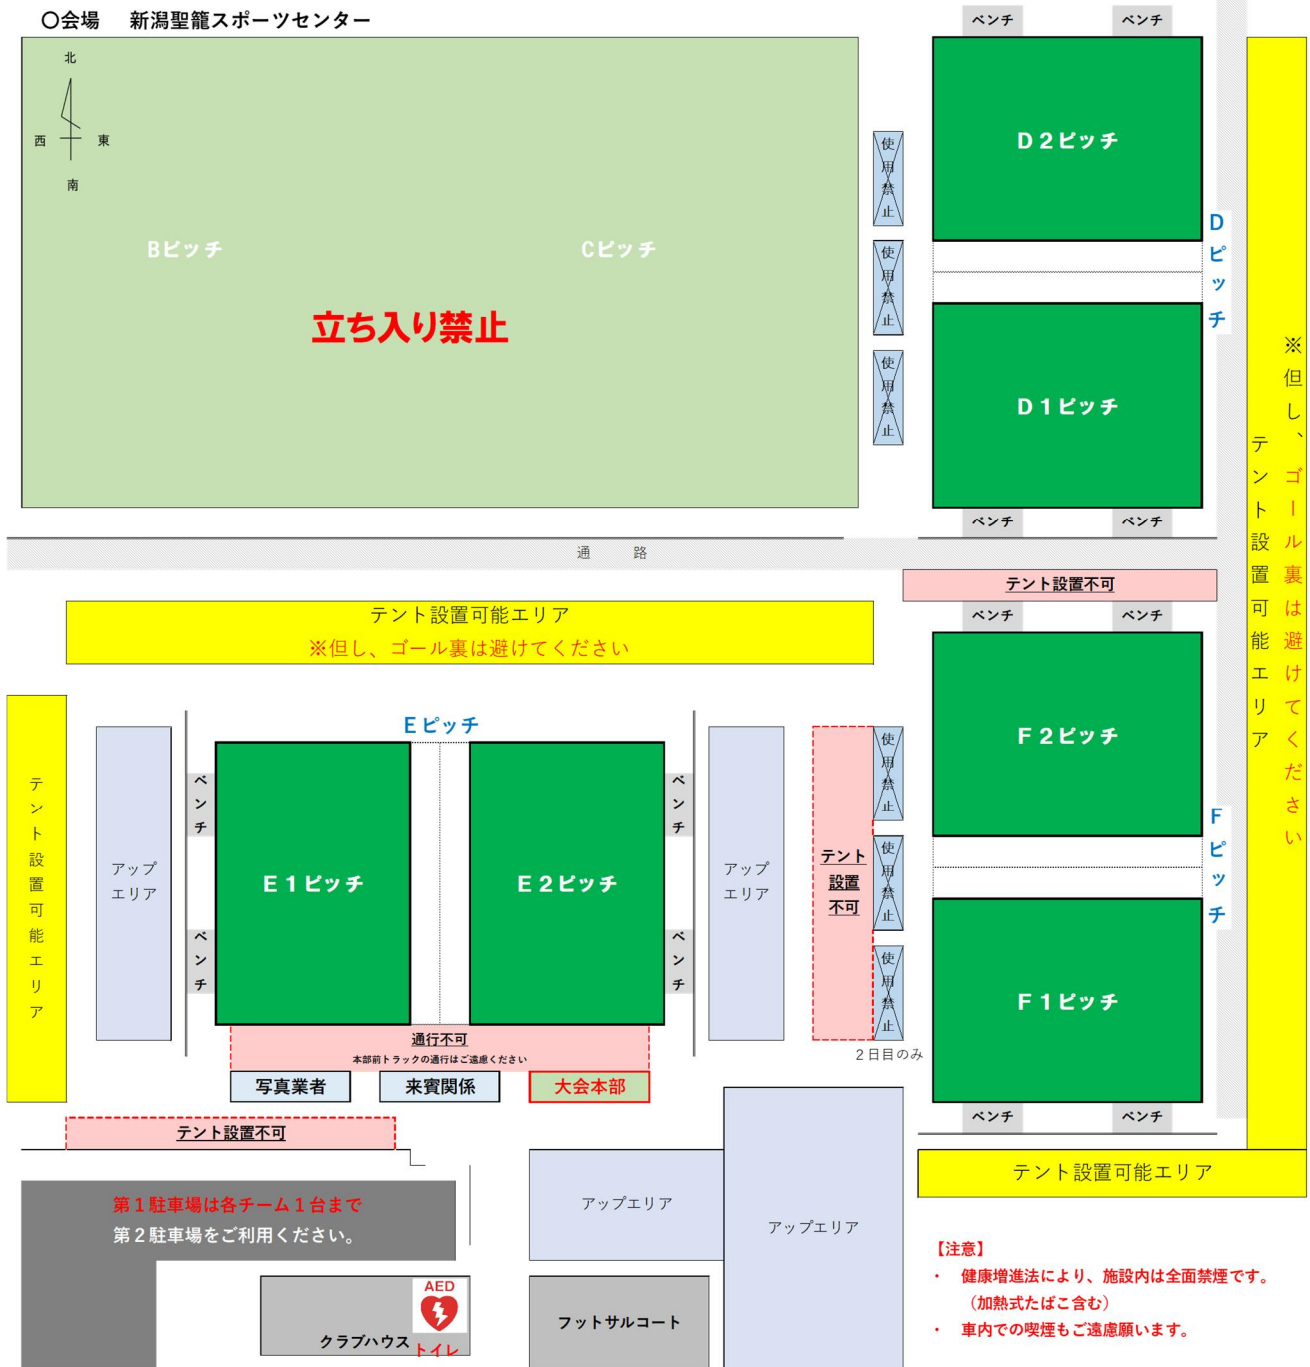 〇会場　新潟聖籠スポーツセンター
北
西
東
南
Bピッチ
Cピッチ
立ち入り禁止
使用禁止
使用禁止
使用禁止
ベンチ
ベンチ
D2ピッチ
Dピッチ
D1ピッチ
ベンチ
ベンチ
※但し、ゴール裏は避けてください
テント設置可能エリア
通　路
テント設置不可
テント設置可能エリア
※但し、ゴール裏は避けてください
ベンチ
ベンチ
F2ピッチ
Fピッチ
F1ピッチ
ベンチ
ベンチ
テント設置可能エリア
アップ
エリア
Eピッチ
ベンチ
ベンチ
E1ピッチ
E2ピッチ
ベンチ
ベンチ
アップ
エリア
テント
設置
不可
使用禁止
使用禁止
使用禁止
2日目のみ
通行不可
本部前トラックの通行はご遠慮ください
写真業者
来賓関係
大会本部
テント設置不可
第1駐車場は各チーム1台まで
第2駐車場をご利用ください。
アップエリア
アップエリア
テント設置可能エリア
AED
クラブハウス
トイレ
フットサルコート
【注意】
・　健康増進法により、施設内は全面禁煙です。
（加熱式たばこ含む）
・　車内での喫煙もご遠慮願います。